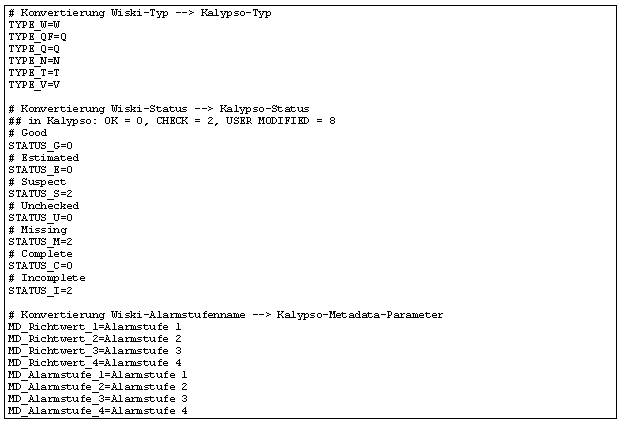 # Konvertierung Wiski-Typ --> Kalypso-Typ
TYPE_W=W
TYPE_QF=Q
TYPE_Q=Q
TYPE_N=N
TYPE_T=T
TYPE_V=V

# Konvertierung Wiski-Status --> Kalypso-Status
## in Kalypso: OK = 0, CHECK = 2, USER MODIFIED = 8
# Good
STATUS_G=0
# Estimated
STATUS_E=0
# Suspect
STATUS_S=2
# Unchecked
STATUS_U=0
# Missing
STATUS_M=2
# Complete
STATUS_C=0
# Incomplete
STATUS_I=2

# Konvertierung Wiski-Alarmstufenname --> Kalypso-Metadata-Parameter
MD_Richtwert_1=Alarmstufe 1
MD_Richtwert_2=Alarmstufe 2
MD_Richtwert_3=Alarmstufe 3
MD_Richtwert_4=Alarmstufe 4
MD_Alarmstufe_1=Alarmstufe 1
MD_Alarmstufe_2=Alarmstufe 2
MD_Alarmstufe_3=Alarmstufe 3
MD_Alarmstufe_4=Alarmstufe 4